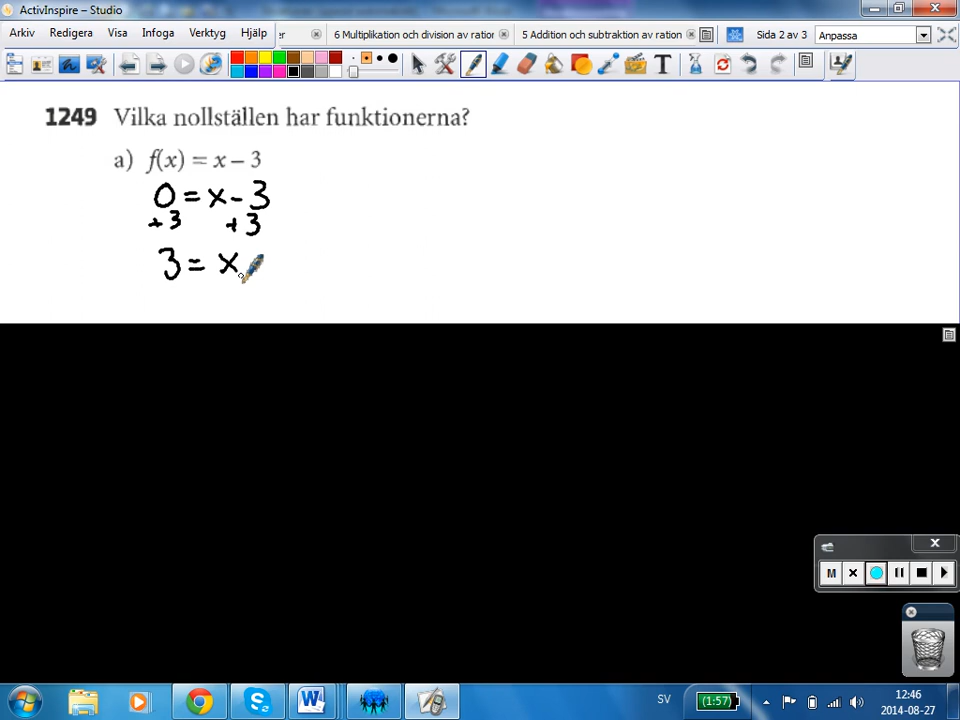 ActivInspire – Studio
Arkiv Redigera Visa Infoga Verktyg Hjälp
er 6 Multiplikation och division av ration 5 Addition och subtraktion av ration Sida 2 av 3 Anpassa
1249 Vilka nollställen har funktionerna?
a) f(x) = x – 3
0 = x - 3
+3 +3
3 = x
M
SV (1:57) 12:46
2014-08-27